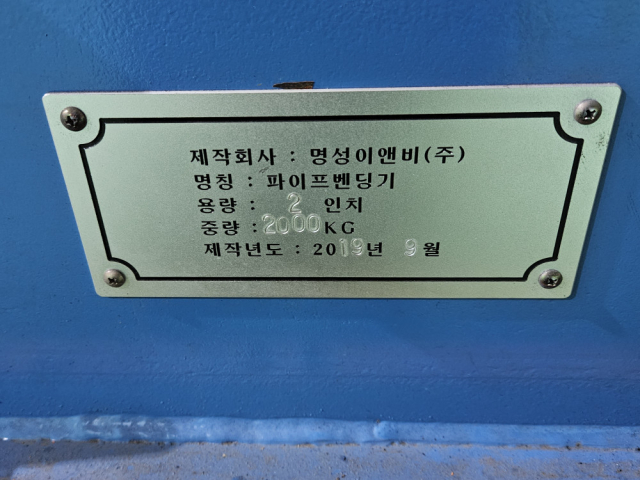 제작회사 : 명성이앤비(주)
명칭 : 파이프벤딩기
용량 : 2 인치
중량 : 2000KG
제작년도 : 2019년 9월